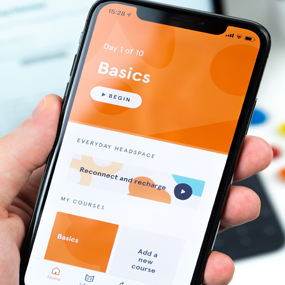 15:28
Day 1 of 10
Basics
BEGIN
EVERYDAY HEADSPACE
Reconnect and recharge
MY COURSES
Basics
Add a
new
course
Home